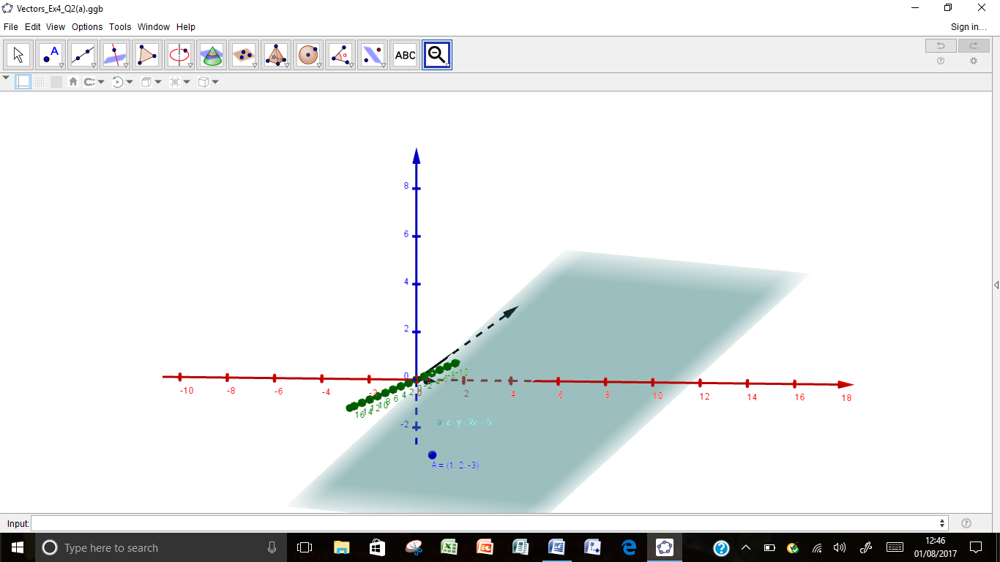 Vectors_Ex4_Q2(a).ggb
File Edit View Options Tools Window Help
Sign in...
A
α
ABC
8
6
4
2
0
-2
-10 -8 -6 -4 -2 0 2 4 6 8 10 12 14 16 18
16 14 12 10 8 6 4 2 0 -2 -4 -6 -8 -10
A = (1, 2, -3)
Input:
Type here to search
12:46
01/08/2017